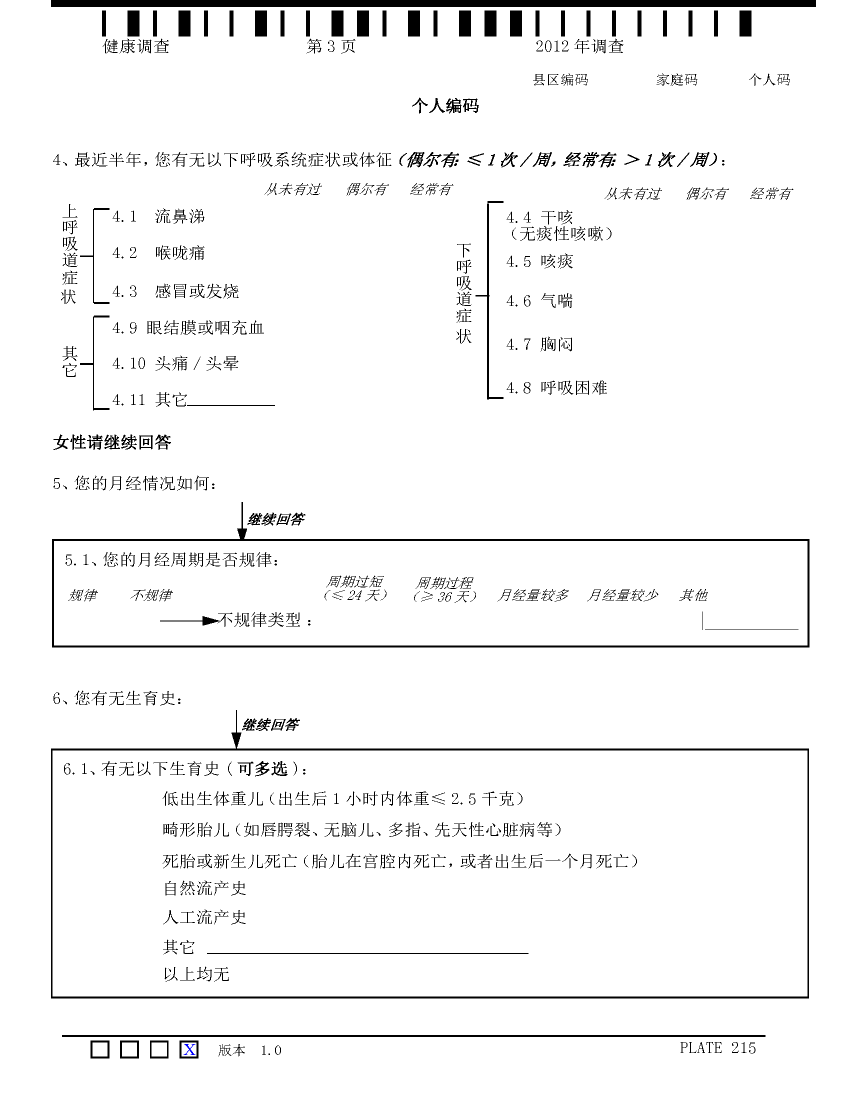 健康调查 第 3 页 2012 年调查
县区编码 家庭码 个人码
个人编码
4、最近半年,您有无以下呼吸系统症状或体征(偶尔有: ≤ 1 次 / 周, 经常有: > 1 次 / 周):
从未有过 偶尔有 经常有
上呼吸道症状
4.1 流鼻涕
4.2 喉咙痛
4.3 感冒或发烧
其它
4.9 眼结膜或咽充血
4.10 头痛 / 头晕
4.11 其它
从未有过 偶尔有 经常有
下呼吸道症状
4.4 干咳
(无痰性咳嗽)
4.5 咳痰
4.6 气喘
4.7 胸闷
4.8 呼吸困难
女性请继续回答
5、您的月经情况如何:
继续回答
5.1、您的月经周期是否规律:
规律 不规律 周期过短 (≤ 24 天) 周期过程 (≥ 36 天) 月经量较多 月经量较少 其他
不规律类型:
6、您有无生育史:
继续回答
6.1、有无以下生育史 ( 可多选 ):
低出生体重儿(出生后 1 小时内体重≤ 2.5 千克)
畸形胎儿(如唇腭裂、无脑儿、多指、先天性心脏病等)
死胎或新生儿死亡(胎儿在宫腔内死亡,或者出生后一个月死亡)
自然流产史
人工流产史
其它
以上均无
X 版本 1.0 PLATE 215